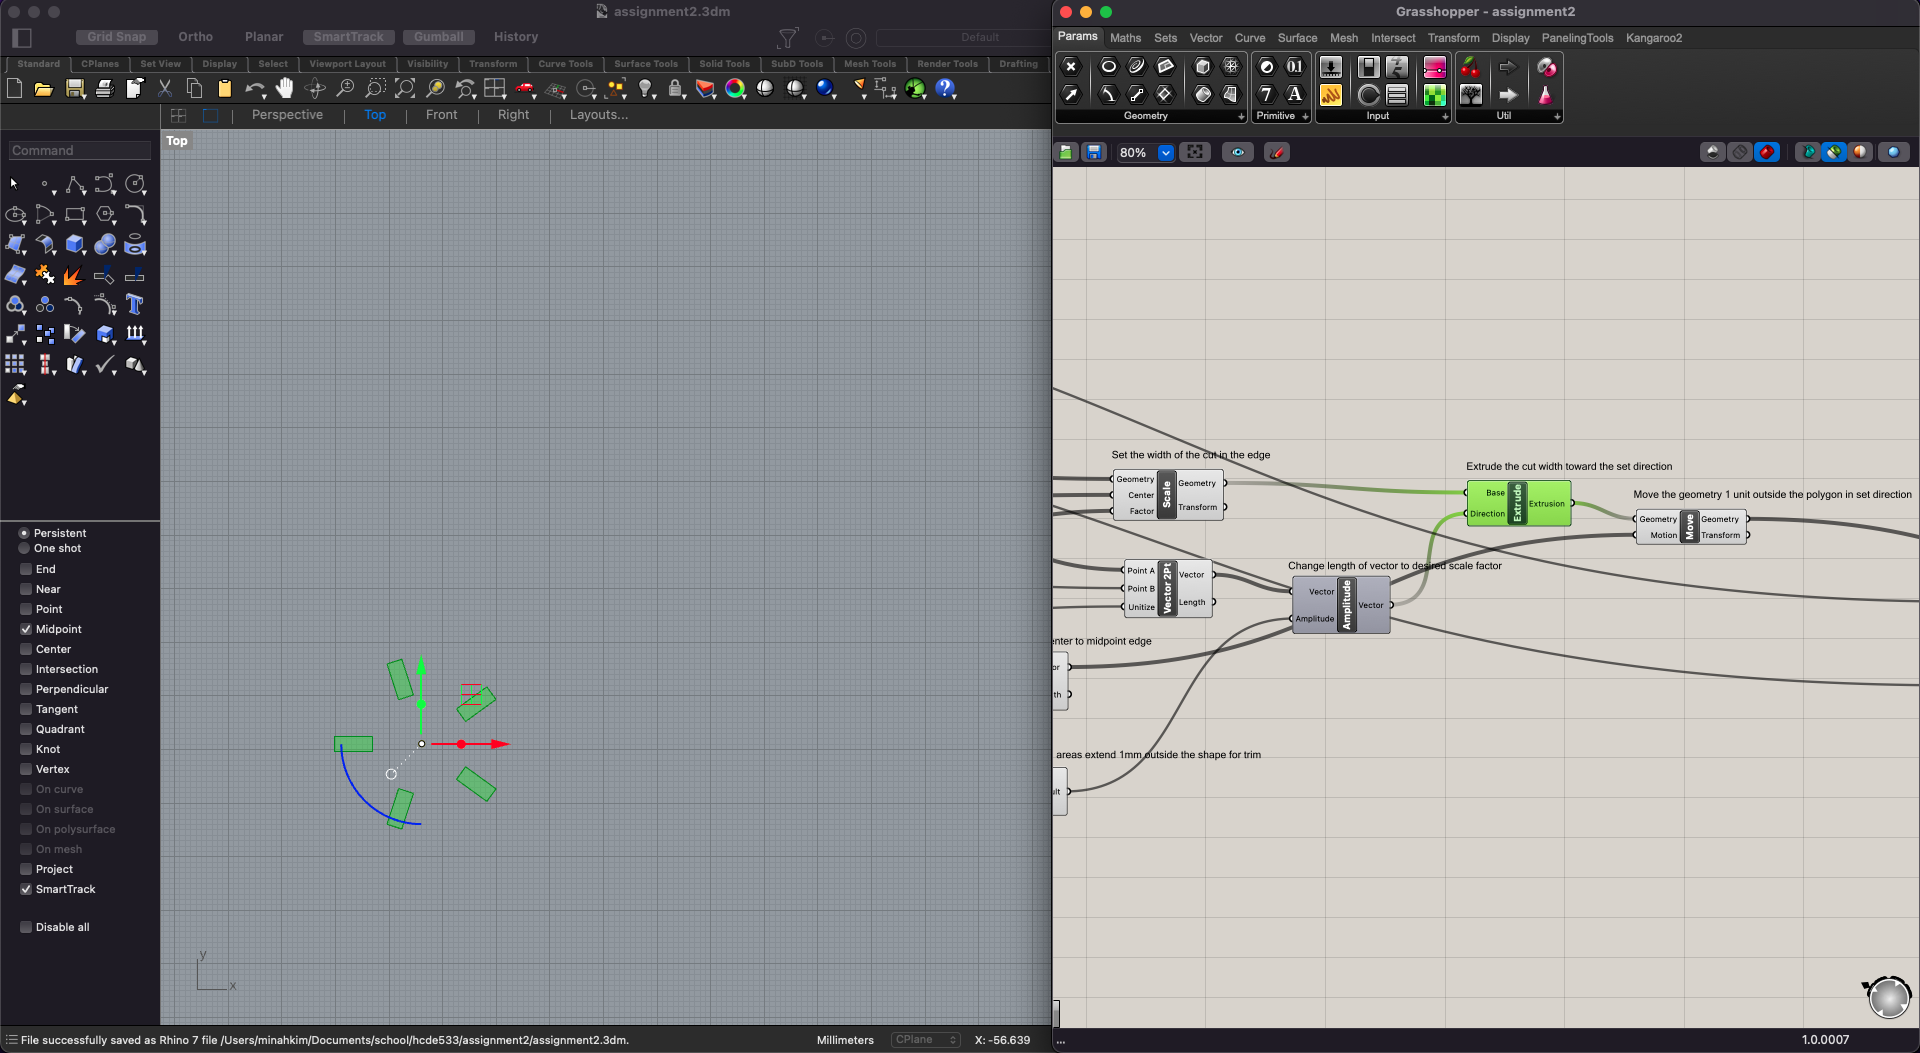 assignment2.3dm
Grid Snap Ortho Planar SmartTrack Gumball History Default
Standard CPlanes Set View Display Select Viewport Layout Visibility Transform Curve Tools Surface Tools Solid Tools SubD Tools Mesh Tools Render Tools Drafting
Perspective Top Front Right Layouts...
Top
Command
Persistent
One shot
End
Near
Point
Midpoint
Center
Intersection
Perpendicular
Tangent
Quadrant
Knot
Vertex
On curve
On surface
On polysurface
On mesh
Project
SmartTrack
Disable all
y
x
File successfully saved as Rhino 7 file /Users/minahkim/Documents/school/hcde533/assignment2/assignment2.3dm.
Millimeters CPlane X: -56.639
Grasshopper - assignment2
Params Maths Sets Vector Curve Surface Mesh Intersect Transform Display PanelingTools Kangaroo2
Geometry Primitive Input Util
80%
Set the width of the cut in the edge
Geometry
Center
Factor
Scale
Geometry
Transform
Extrude the cut width toward the set direction
Base
Direction
Extrude
Extrusion
Move the geometry 1 unit outside the polygon in set direction
Geometry
Motion
Move
Geometry
Transform
Point A
Point B
Unitize
Vector 2Pt
Vector
Length
Change length of vector to desired scale factor
Vector
Amplitude
Amplitude
Vector
enter to midpoint edge
or
th
areas extend 1mm outside the shape for trim
ult
...
1.0.0007